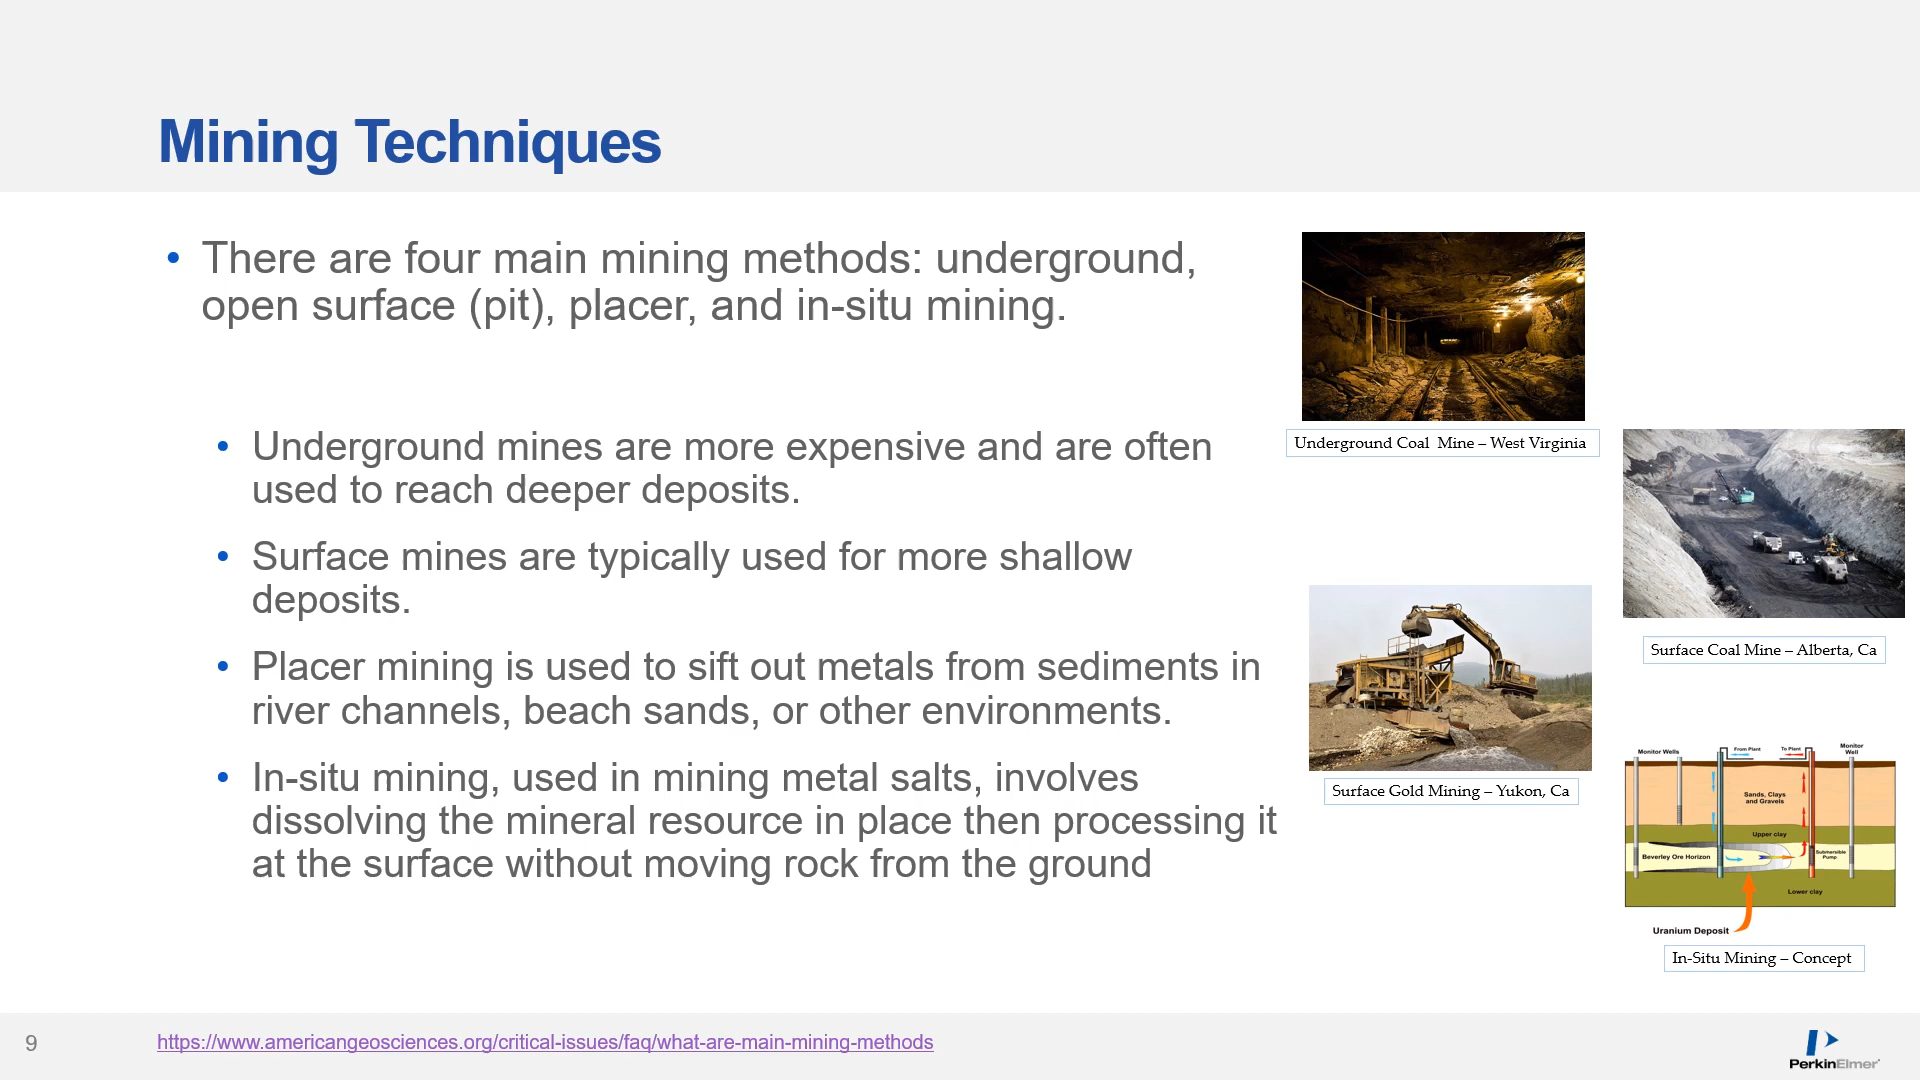 Mining Techniques
• There are four main mining methods: underground,
open surface (pit), placer, and in-situ mining.
• Underground mines are more expensive and are often
used to reach deeper deposits.
• Surface mines are typically used for more shallow
deposits.
• Placer mining is used to sift out metals from sediments in
river channels, beach sands, or other environments.
• In-situ mining, used in mining metal salts, involves
dissolving the mineral resource in place then processing it
at the surface without moving rock from the ground
Underground Coal Mine – West Virginia
Surface Coal Mine – Alberta, Ca
Surface Gold Mining – Yukon, Ca
Monitor Wells
From Plant
To Plant
Monitor
Well
Sands, Clays
and Gravels
Upper clay
Beverley Ore Horizon
Submersible
Pump
Lower clay
Uranium Deposit
In-Situ Mining – Concept
9
https://www.americangeosciences.org/critical-issues/faq/what-are-main-mining-methods
PerkinElmer